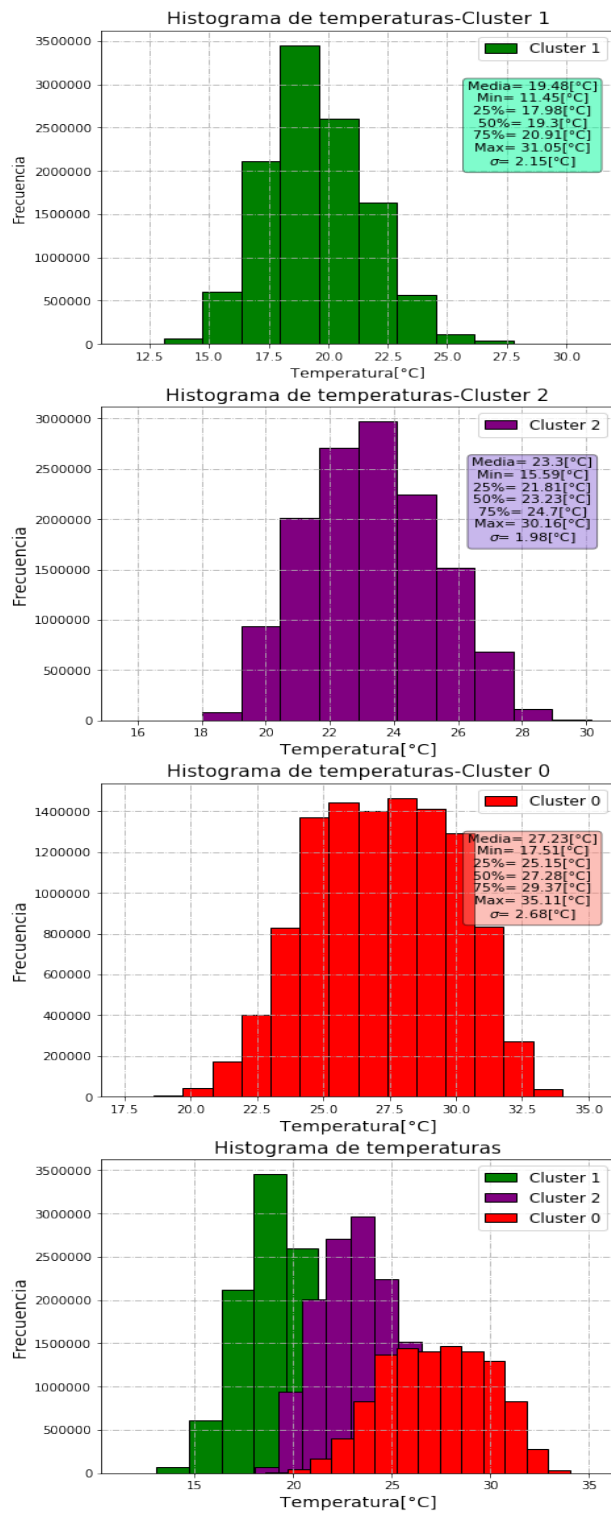 Histograma de temperaturas-Cluster 1
3500000
3000000
2500000
2000000
1500000
1000000
500000
0
Frecuencia
Cluster 1
Media= 19.48[°C]
Min= 11.45[°C]
25%= 17.98[°C]
50%= 19.3[°C]
75%= 20.91[°C]
Max= 31.05[°C]
σ= 2.15[°C]
12.5 15.0 17.5 20.0 22.5 25.0 27.5 30.0
Temperatura[°C]
Histograma de temperaturas-Cluster 2
3000000
2500000
2000000
1500000
1000000
500000
0
Frecuencia
Cluster 2
Media= 23.3[°C]
Min= 15.59[°C]
25%= 21.81[°C]
50%= 23.23[°C]
75%= 24.7[°C]
Max= 30.16[°C]
σ= 1.98[°C]
16 18 20 22 24 26 28 30
Temperatura[°C]
Histograma de temperaturas-Cluster 0
1400000
1200000
1000000
800000
600000
400000
200000
0
Frecuencia
Cluster 0
Media= 27.23[°C]
Min= 17.51[°C]
25%= 25.15[°C]
50%= 27.28[°C]
75%= 29.37[°C]
Max= 35.11[°C]
σ= 2.68[°C]
17.5 20.0 22.5 25.0 27.5 30.0 32.5 35.0
Temperatura[°C]
Histograma de temperaturas
3500000
3000000
2500000
2000000
1500000
1000000
500000
0
Frecuencia
Cluster 1
Cluster 2
Cluster 0
15 20 25 30 35
Temperatura[°C]